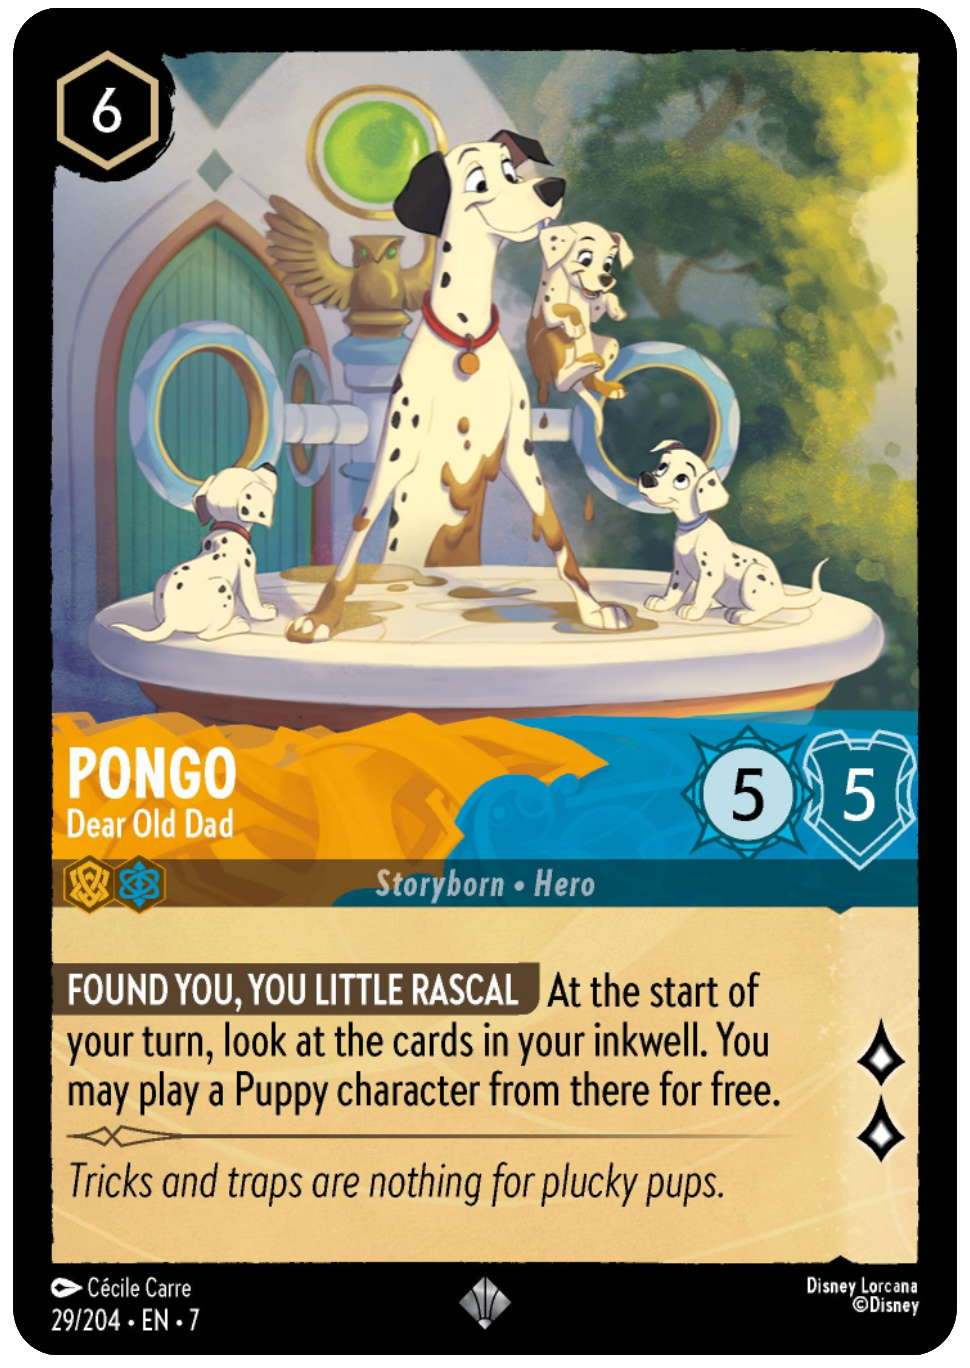 6
PONGO
Dear Old Dad
5
5
Storyborn • Hero
FOUND YOU, YOU LITTLE RASCAL At the start of
your turn, look at the cards in your inkwell. You
may play a Puppy character from there for free.
Tricks and traps are nothing for plucky pups.
Cécile Carre
29/204 • EN • 7
Disney Lorcana
©Disney